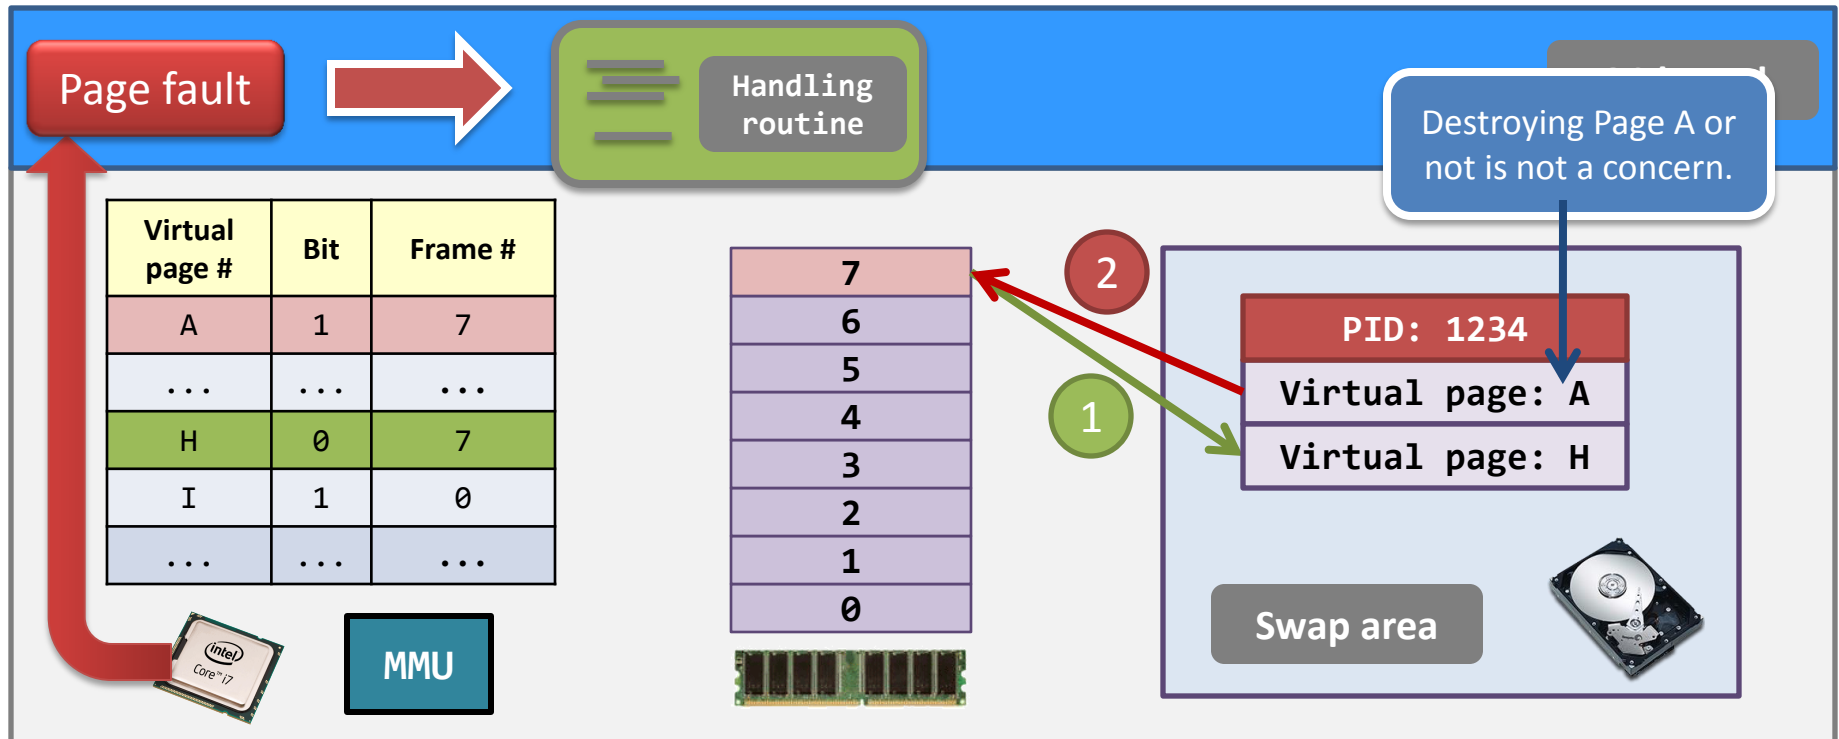 Page fault
Handling
routine
Destroying Page A or
not is not a concern.
Virtual
page #
Bit
Frame #
A 1 7
... ... ...
H 0 7
I 1 0
... ... ...
7
6
5
4
3
2
1
0
2
1
PID: 1234
Virtual page: A
Virtual page: H
Swap area
intel
Core™ i7
MMU